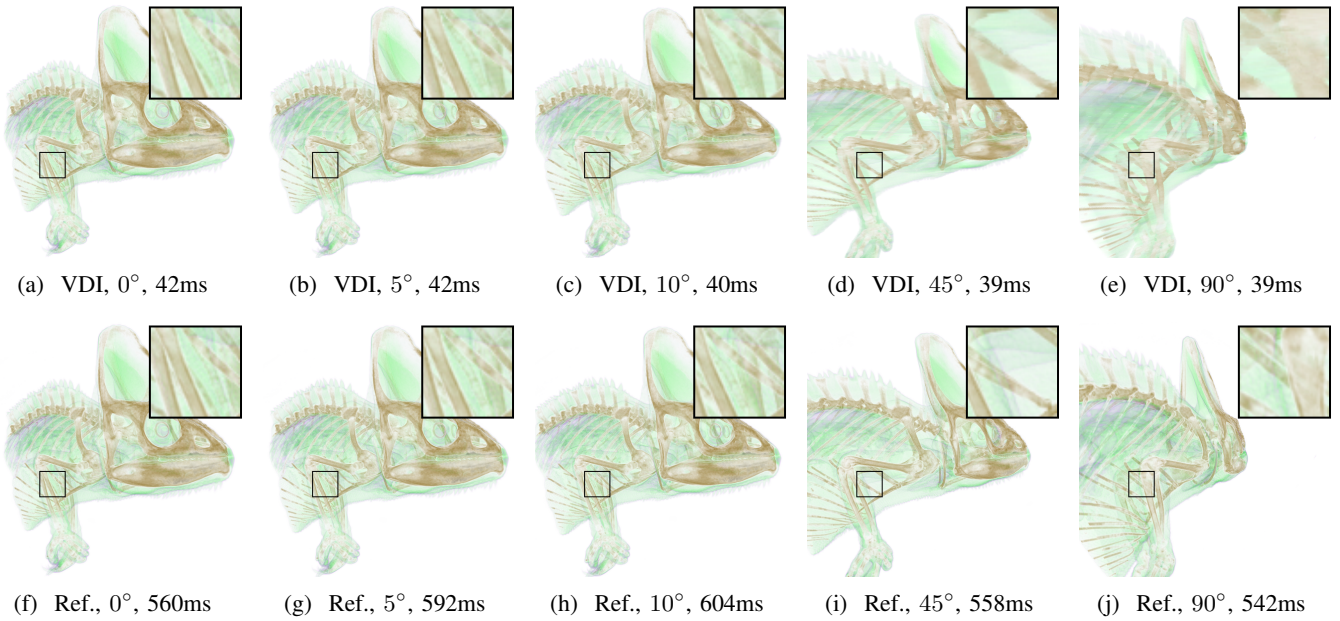 (a) VDI, 0°, 42ms
(b) VDI, 5°, 42ms
(c) VDI, 10°, 40ms
(d) VDI, 45°, 39ms
(e) VDI, 90°, 39ms
(f) Ref., 0°, 560ms
(g) Ref., 5°, 592ms
(h) Ref., 10°, 604ms
(i) Ref., 45°, 558ms
(j) Ref., 90°, 542ms